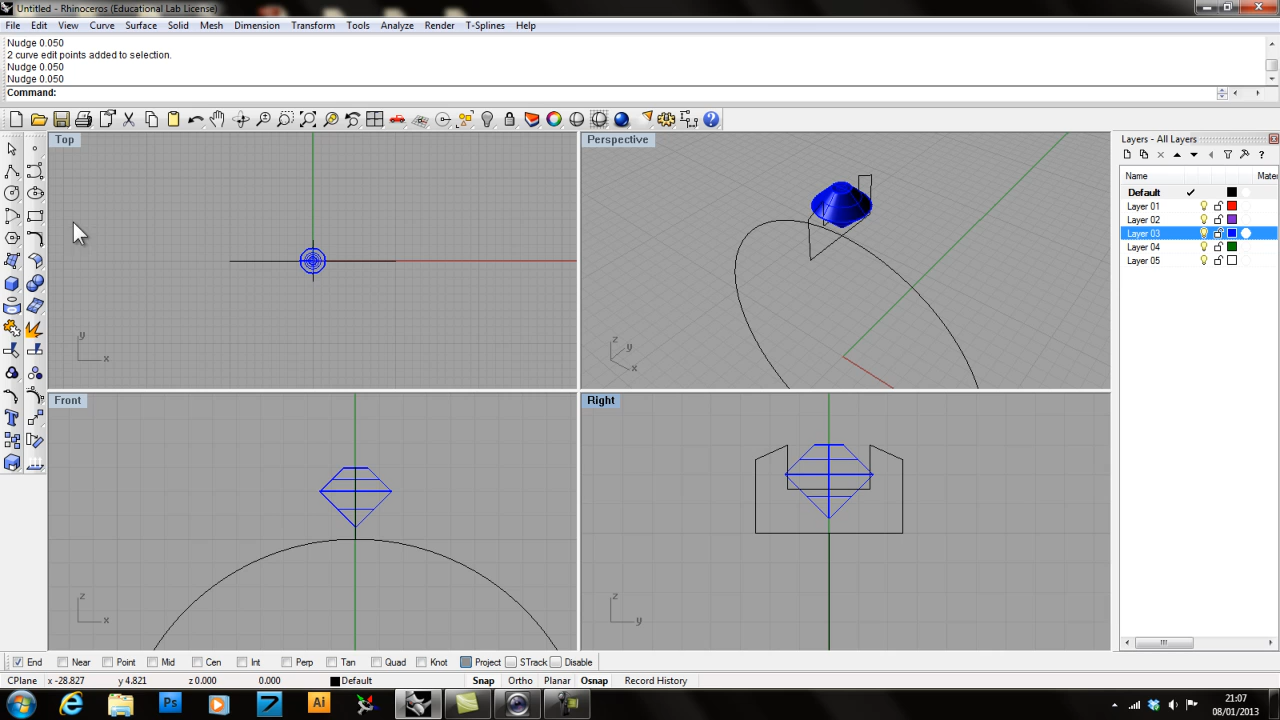 Untitled - Rhinoceros (Educational Lab License)
File Edit View Curve Surface Solid Mesh Dimension Transform Tools Analyze Render T-Splines Help
Nudge 0.050
2 curve edit points added to selection.
Nudge 0.050
Nudge 0.050
Command:
Top
y
x
Perspective
z
y
x
Front
z
x
Right
z
y
Layers - All Layers
Name Mater
Default
Layer 01
Layer 02
Layer 03
Layer 04
Layer 05
End Near Point Mid Cen Int Perp Tan Quad Knot Project STrack Disable
CPlane x -28.827 y 4.821 z 0.000 0.000 Default Snap Ortho Planar Osnap Record History
Ps Ai
21:07
08/01/2013